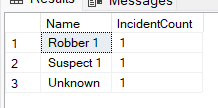 Results Messages
Name IncidentCount
1 Robber 1 1
2 Suspect 1 1
3 Unknown 1